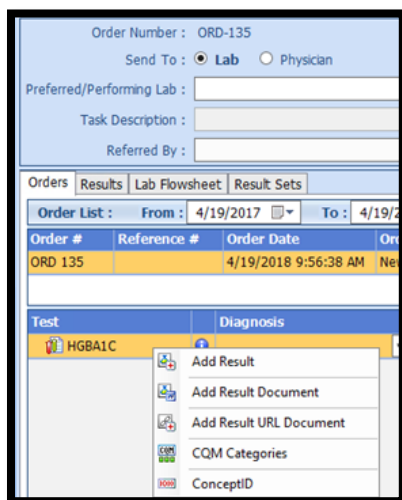 Order Number : ORD-135
Send To : Lab Physician
Preferred/Performing Lab :
Task Description :
Referred By :
Orders Results Lab Flowsheet Result Sets
Order List : From : 4/19/2017 To : 4/19/2
Order # Reference # Order Date Or
ORD 135 4/19/2018 9:56:38 AM Ne
Test Diagnosis
HGBA1C
Add Result
Add Result Document
Add Result URL Document
CQM CQM Categories
ConceptID